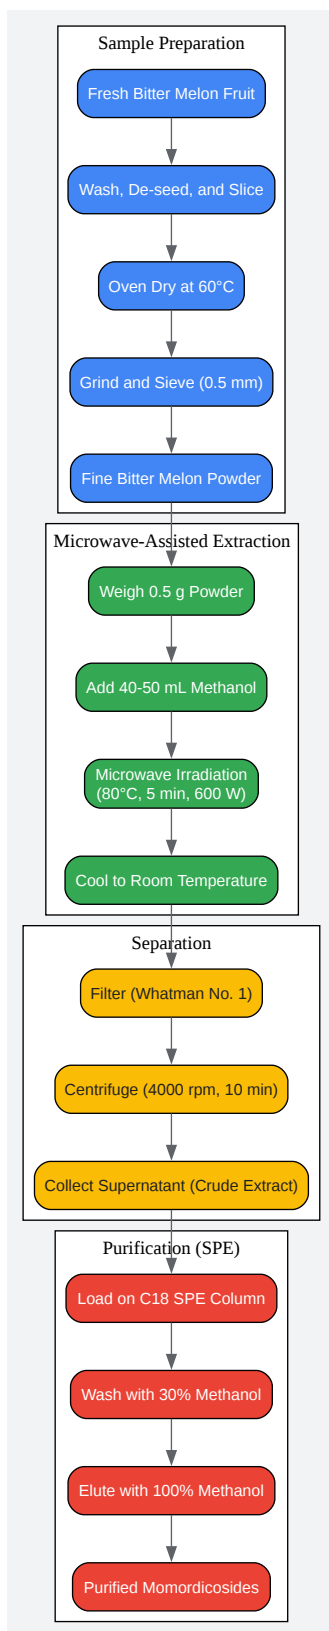 Sample Preparation
Fresh Bitter Melon Fruit
Wash, De-seed, and Slice
Oven Dry at 60°C
Grind and Sieve (0.5 mm)
Fine Bitter Melon Powder
Microwave-Assisted Extraction
Weigh 0.5 g Powder
Add 40-50 mL Methanol
Microwave Irradiation
(80°C, 5 min, 600 W)
Cool to Room Temperature
Separation
Filter (Whatman No. 1)
Centrifuge (4000 rpm, 10 min)
Collect Supernatant (Crude Extract)
Purification (SPE)
Load on C18 SPE Column
Wash with 30% Methanol
Elute with 100% Methanol
Purified Momordicosides